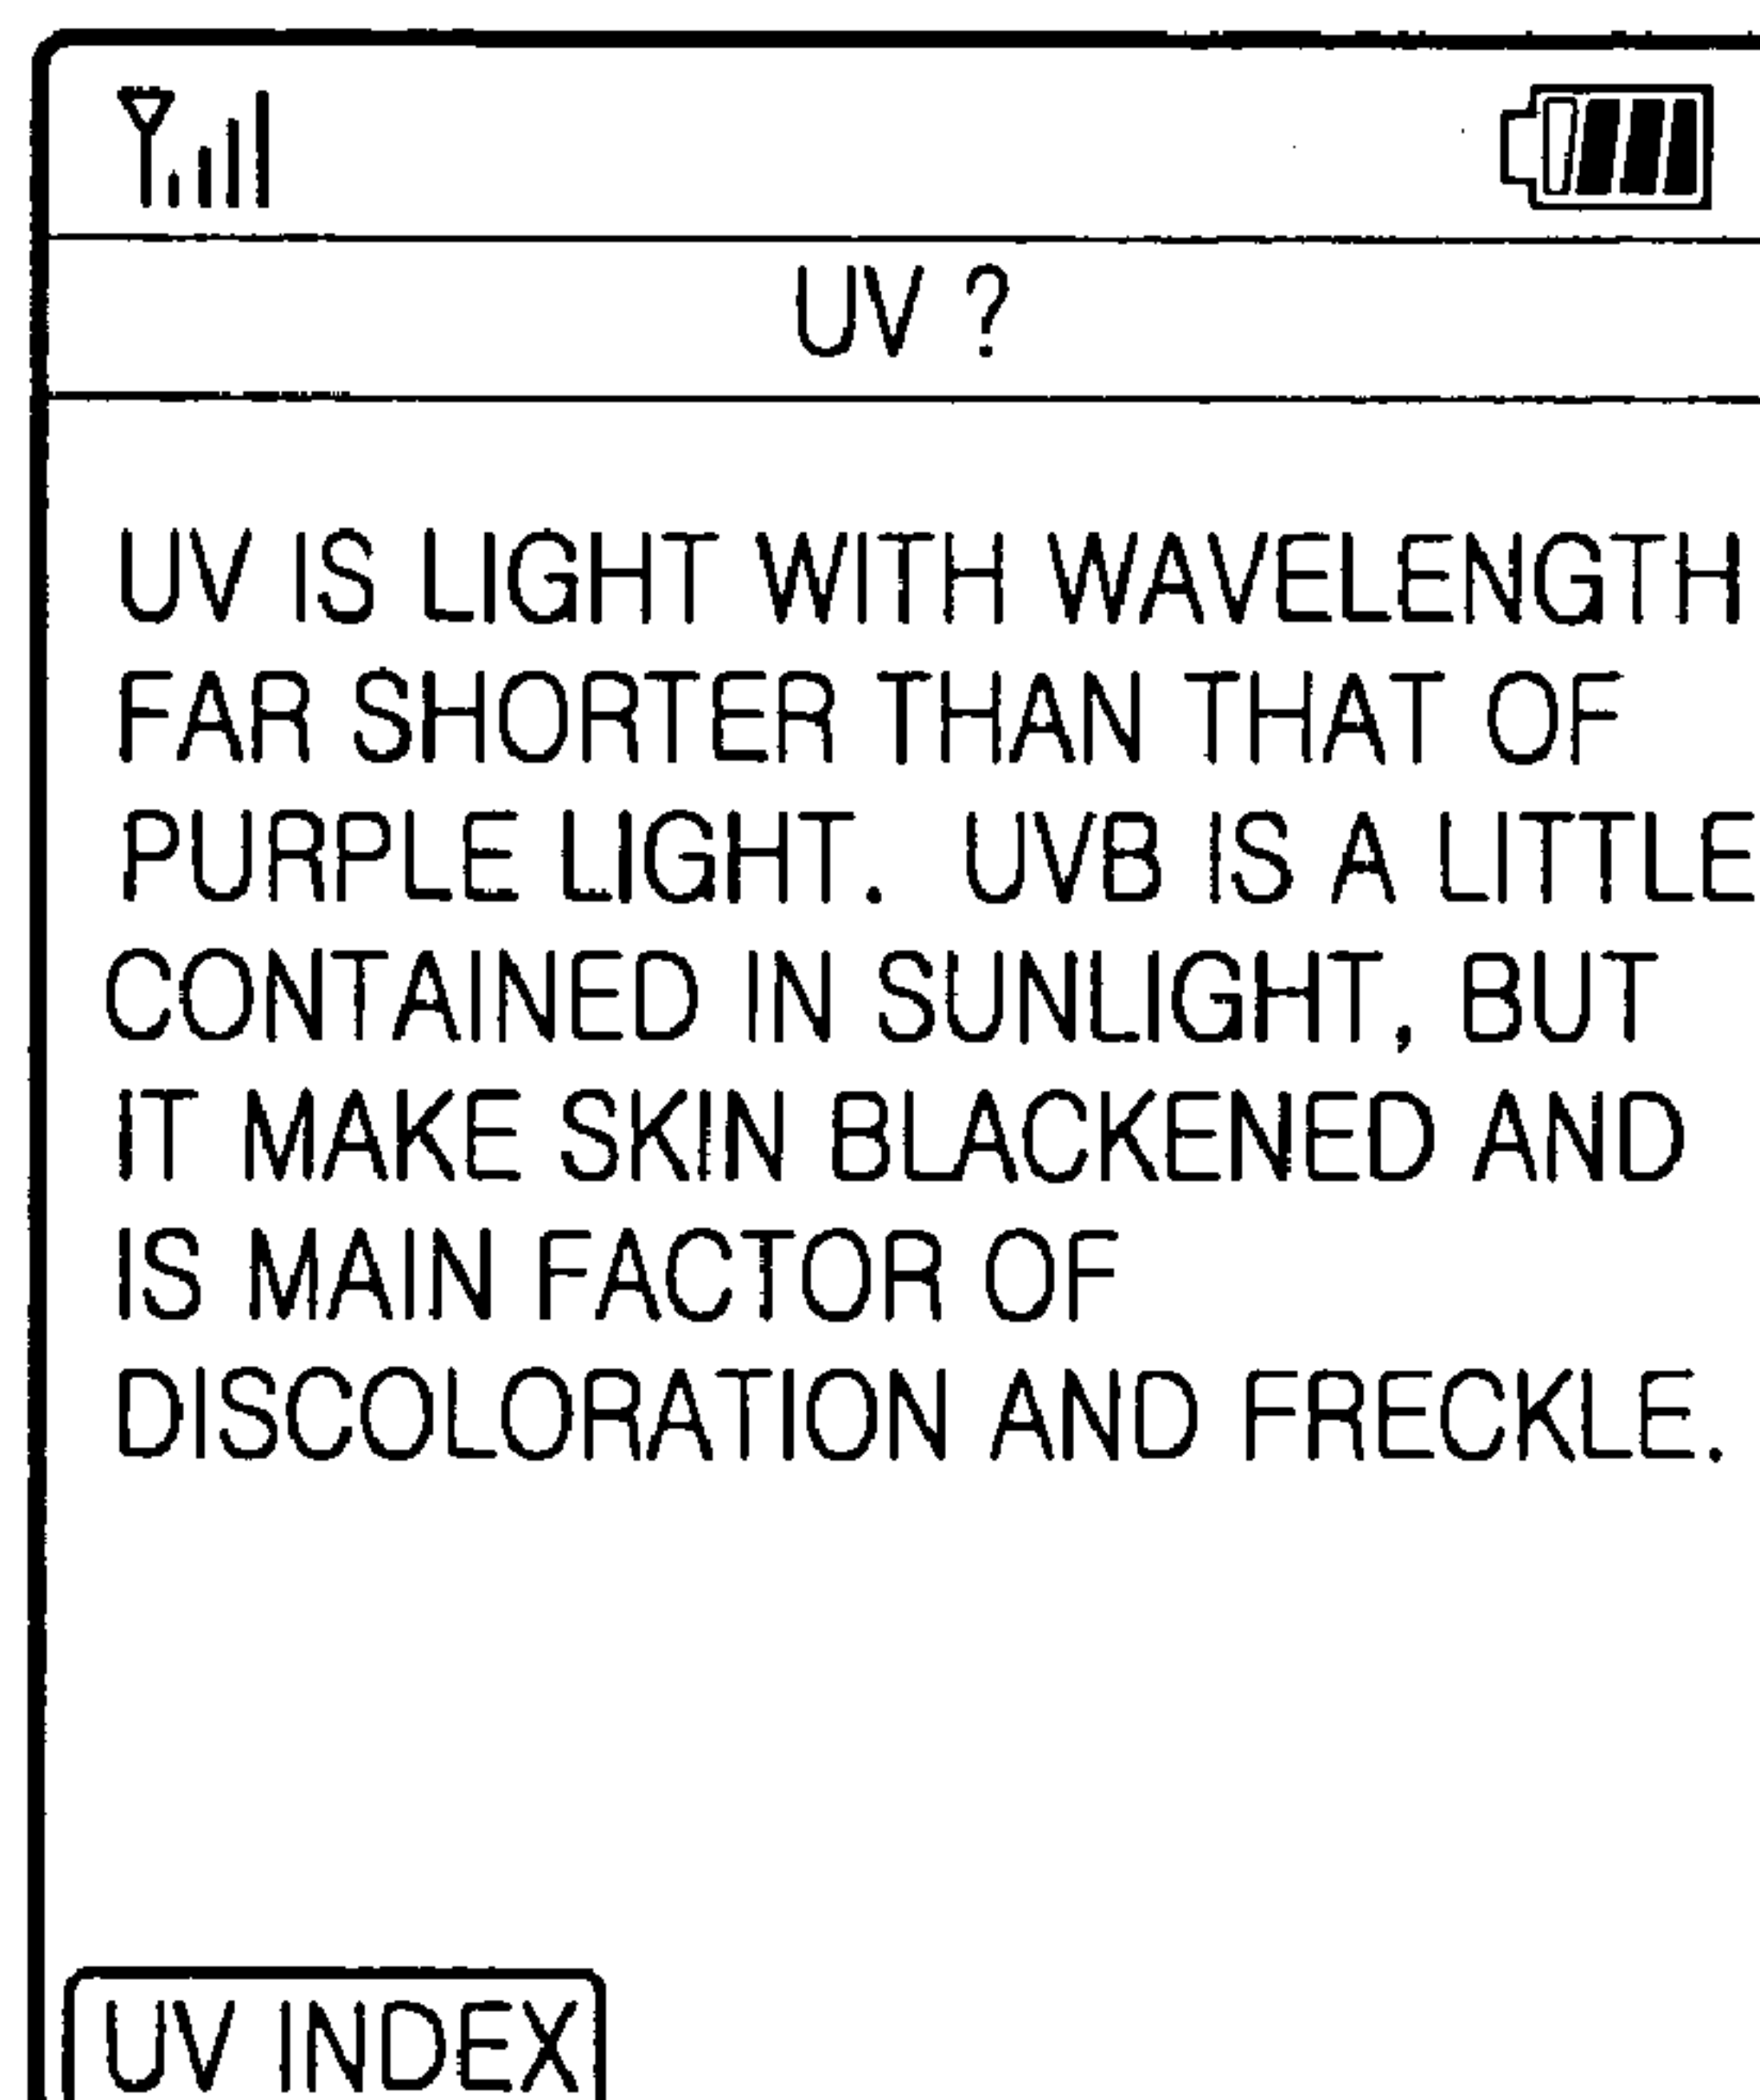 UV ?
UV IS LIGHT WITH WAVELENGTH
FAR SHORTER THAN THAT OF
PURPLE LIGHT. UVB IS A LITTLE
CONTAINED IN SUNLIGHT, BUT
IT MAKE SKIN BLACKENED AND
IS MAIN FACTOR OF
DISCOLORATION AND FRECKLE.
UV INDEX